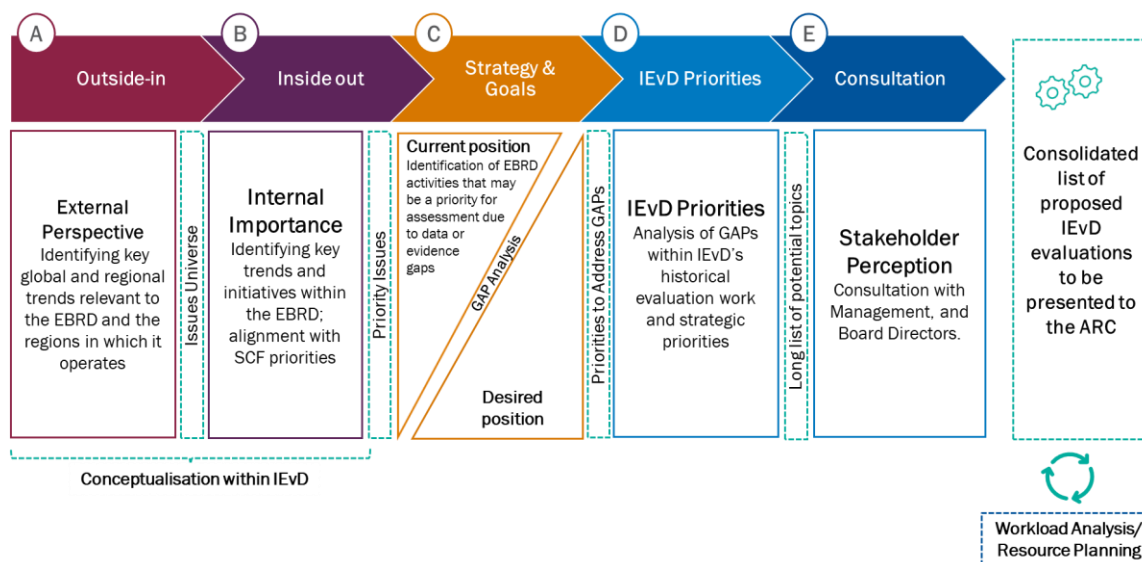 A
B
C
D
E
Outside-in
Inside out
Strategy &
Goals
IEvD Priorities
Consultation
External
Perspective
Identifying key
global and regional
trends relevant to
the EBRD and the
regions in which it
operates
Issues Universe
Internal
Importance
Identifying key
trends and
initiatives within
the EBRD;
alignment with
SCF priorities
Priority Issues
Current position
Identification of EBRD
activities that may
be a priority for
assessment due
to data or
evidence
gaps
GAP Analysis
Desired
position
Priorities to Address GAPs
IEvD Priorities
Analysis of GAPs
within IEvD's
historical
evaluation work
and strategic
priorities
Long list of potential topics
Stakeholder
Perception
Consultation with
Management, and
Board Directors.
Consolidated
list of
proposed
IEvD
evaluations
to be
presented to
the ARC
Conceptualisation within IEvD
Workload Analysis/
Resource Planning